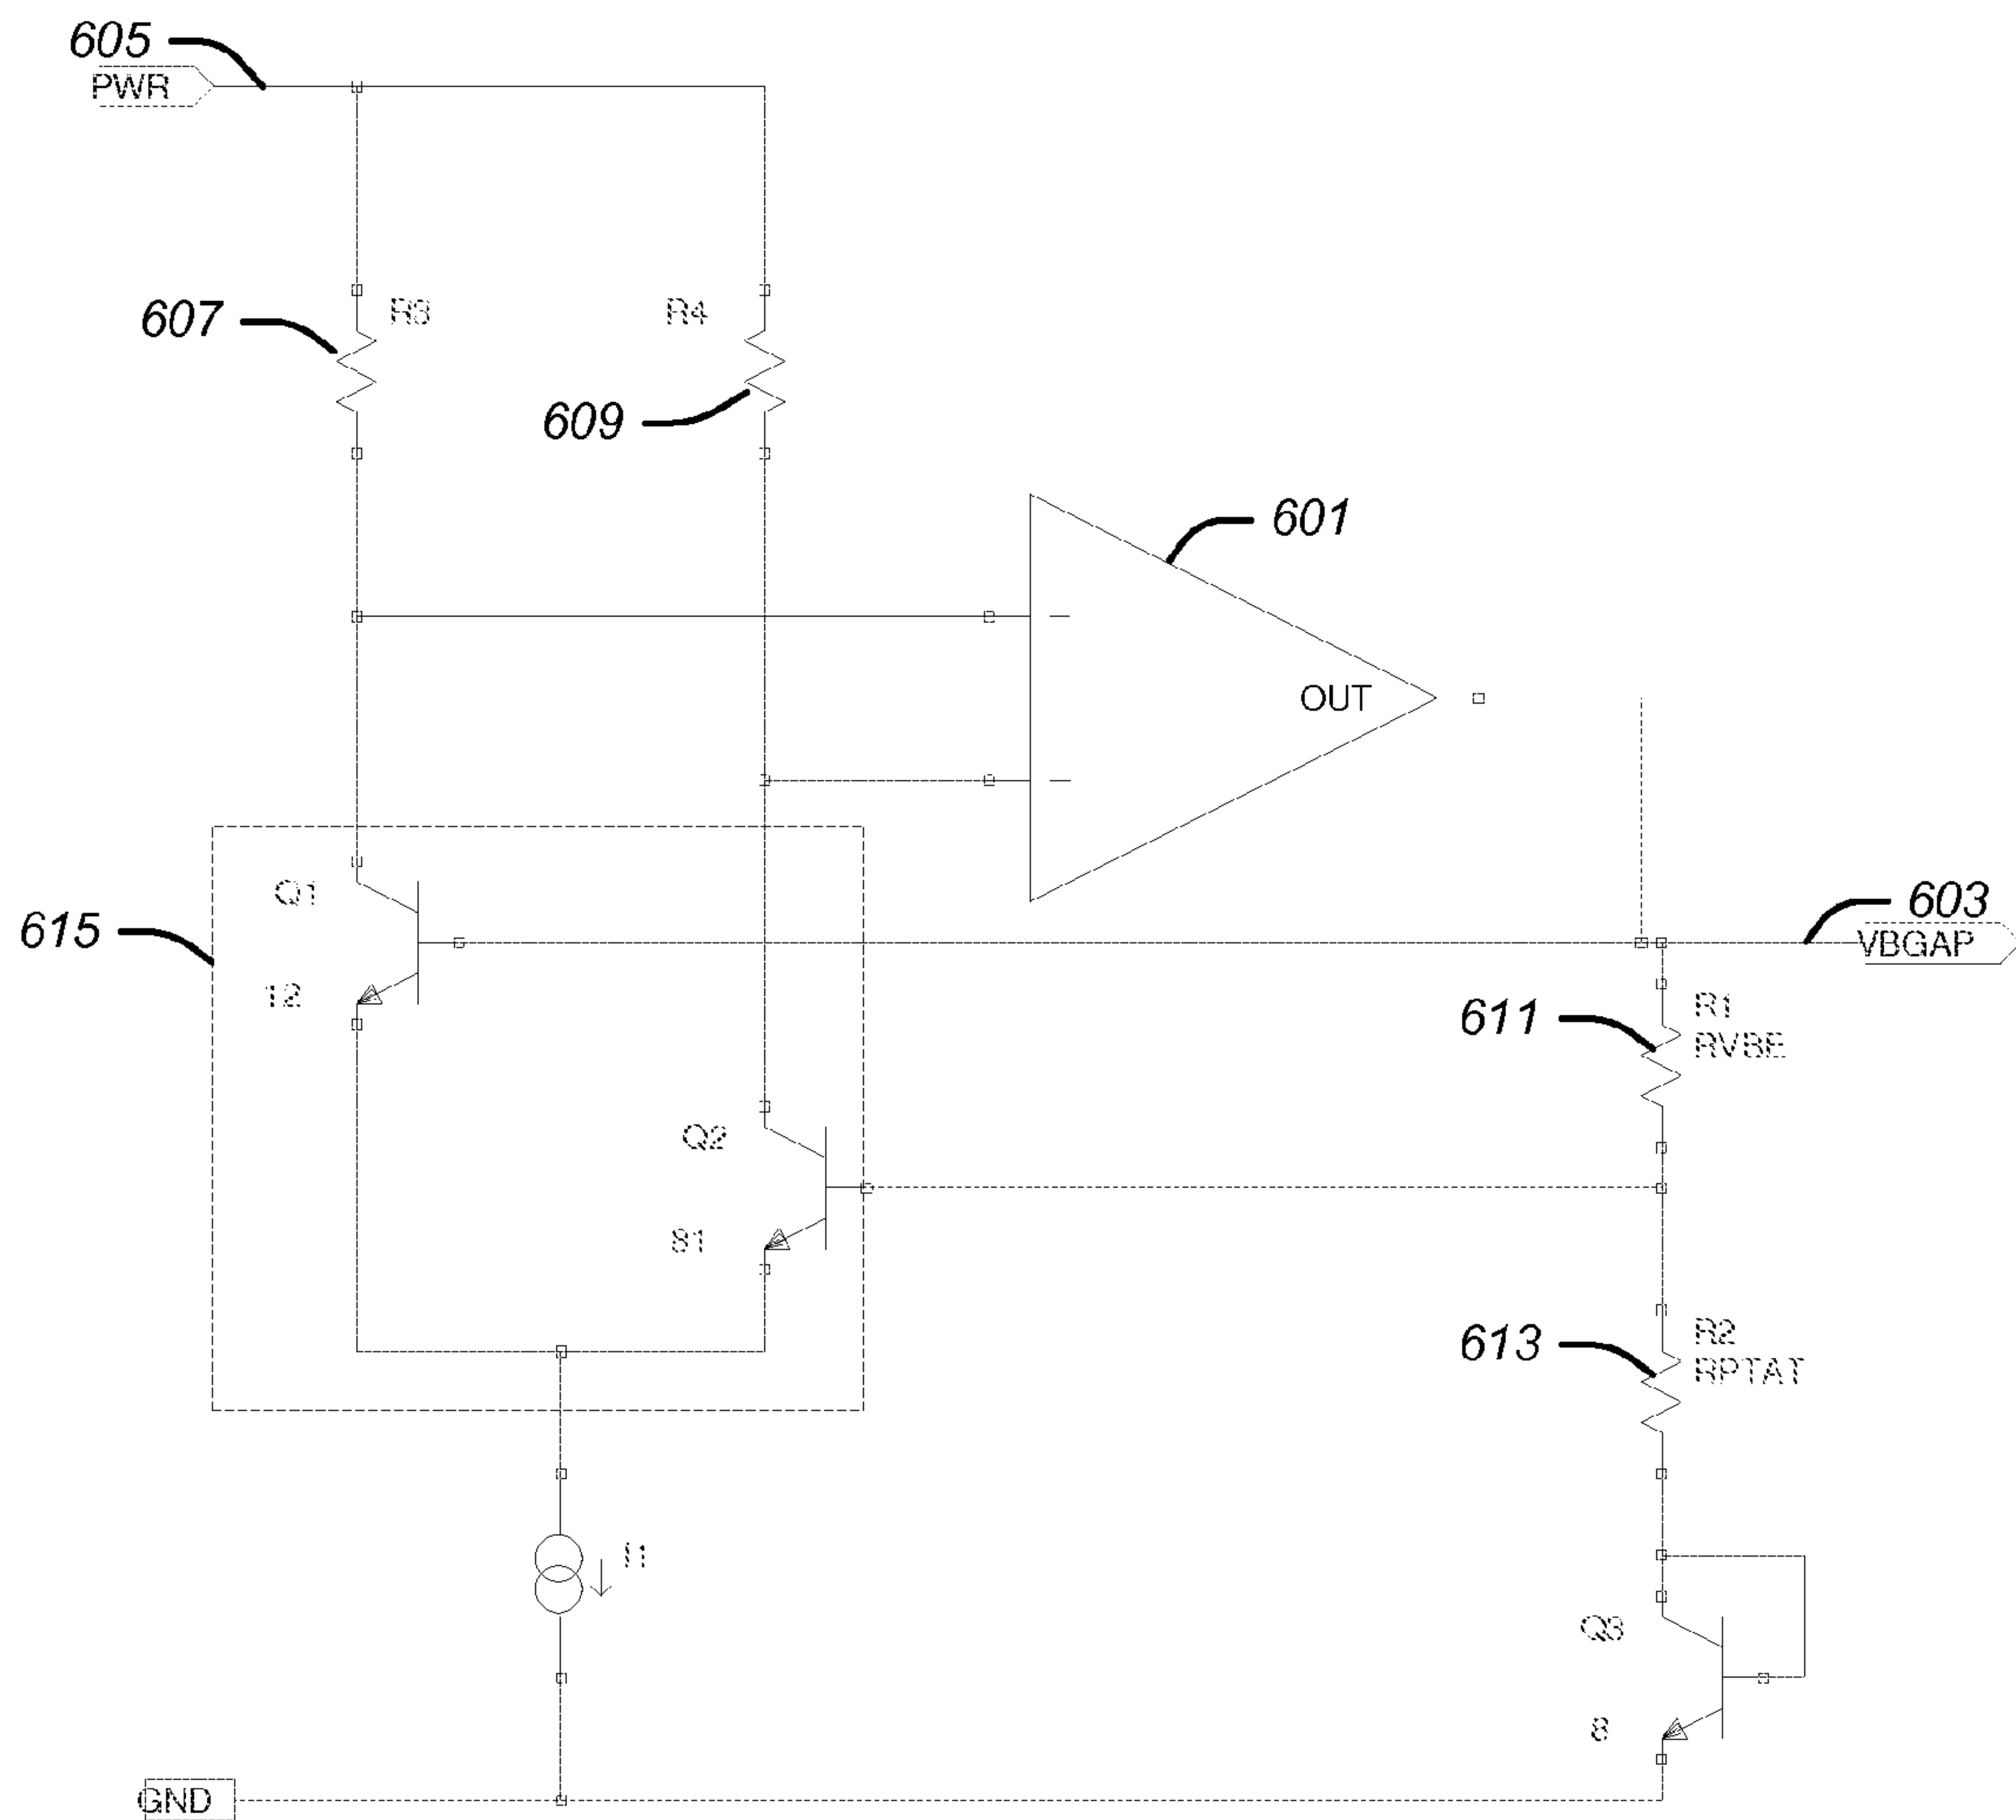 605
PWR
607
R3
R4
609
601
OUT
Q1
603
VBGAP
615
12
611
R1
RVBE
Q2
81
613
R2
RPTAT
I1
Q3
8
GND